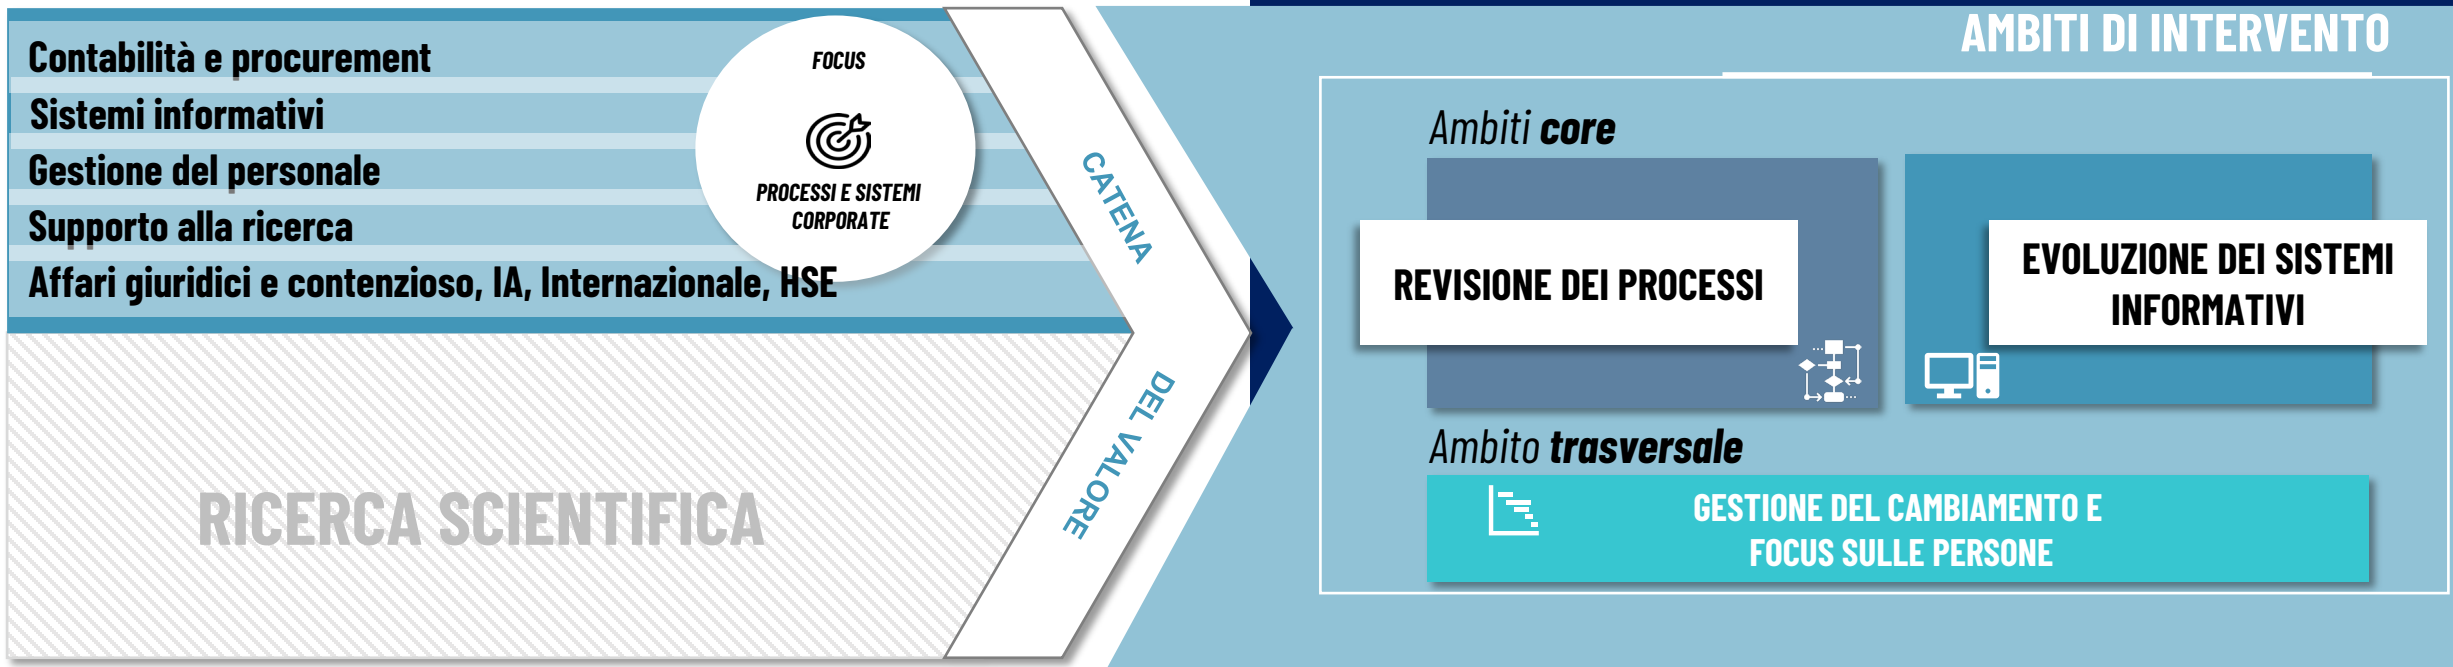 Contabilità e procurement
Sistemi informativi
Gestione del personale
Supporto alla ricerca
Affari giuridici e contenzioso, IA, Internazionale, HSE
FOCUS
PROCESSI E SISTEMI
CORPORATE
RICERCA SCIENTIFICA
CATENA
DEL VALORE
AMBITI DI INTERVENTO
Ambiti core
REVISIONE DEI PROCESSI
EVOLUZIONE DEI SISTEMI
INFORMATIVI
Ambito trasversale
GESTIONE DEL CAMBIAMENTO E
FOCUS SULLE PERSONE